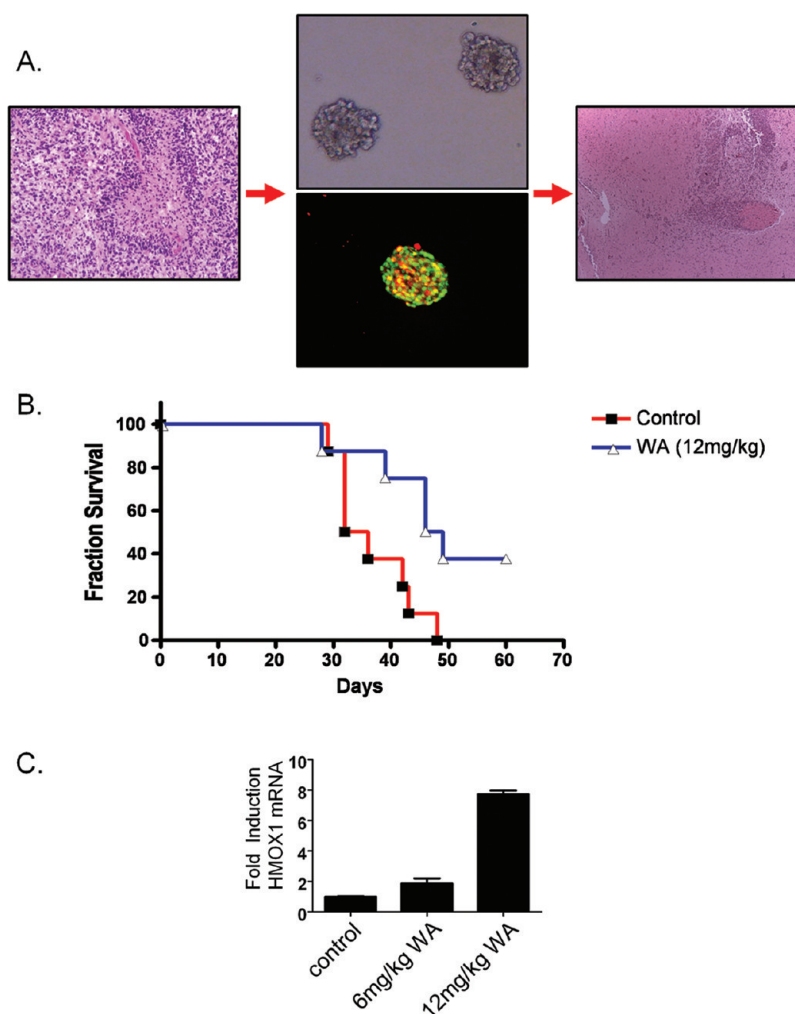 A.
B.
Control
WA (12mg/kg)
Fraction Survival
100
80
60
40
20
0
0 10 20 30 40 50 60 70
Days
C.
Fold Induction
HMOX1 mRNA
10
8
6
4
2
0
control
6mg/kg WA
12mg/kg WA